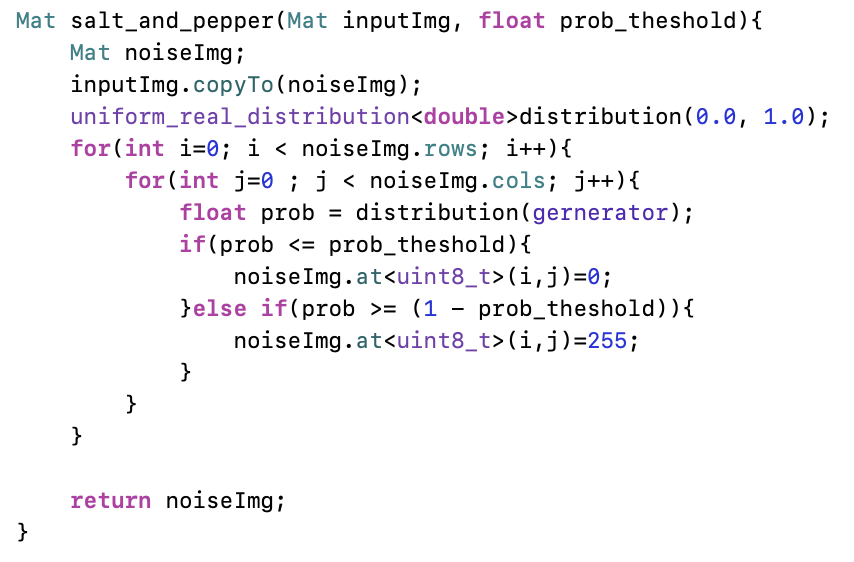 Mat salt_and_pepper(Mat inputImg, float prob_theshold){
    Mat noiseImg;
    inputImg.copyTo(noiseImg);
    uniform_real_distribution<double>distribution(0.0, 1.0);
    for(int i=0; i < noiseImg.rows; i++){
        for(int j=0 ; j < noiseImg.cols; j++){
            float prob = distribution(gernerator);
            if(prob <= prob_theshold){
                noiseImg.at<uint8_t>(i,j)=0;
            }else if(prob >= (1 - prob_theshold)){
                noiseImg.at<uint8_t>(i,j)=255;
            }
        }
    }

    return noiseImg;
}